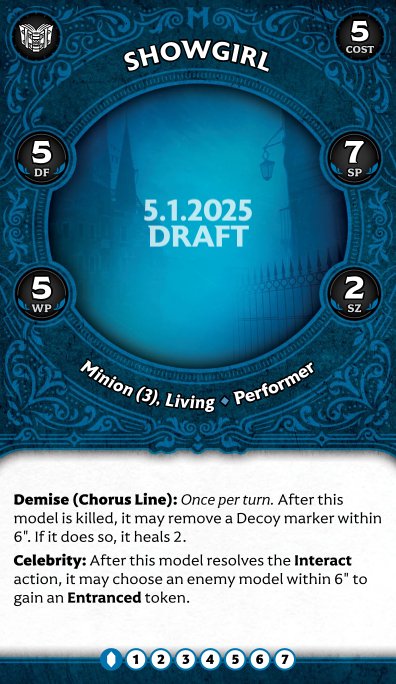 SHOWGIRL
5
COST
5
DF
7
SP
5.1.2025
DRAFT
5
WP
2
SZ
Minion (3), Living ◆ Performer
Demise (Chorus Line): Once per turn. After this
model is killed, it may remove a Decoy marker within
6". If it does so, it heals 2.
Celebrity: After this model resolves the Interact
action, it may choose an enemy model within 6" to
gain an Entranced token.
1 2 3 4 5 6 7